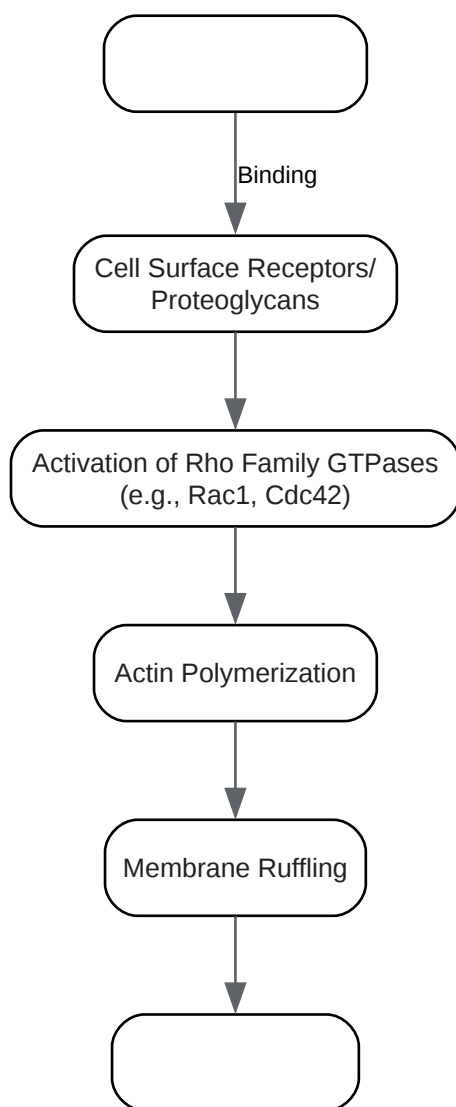 Binding
Cell Surface Receptors/
Proteoglycans
Activation of Rho Family GTPases
(e.g., Rac1, Cdc42)
Actin Polymerization
Membrane Ruffling